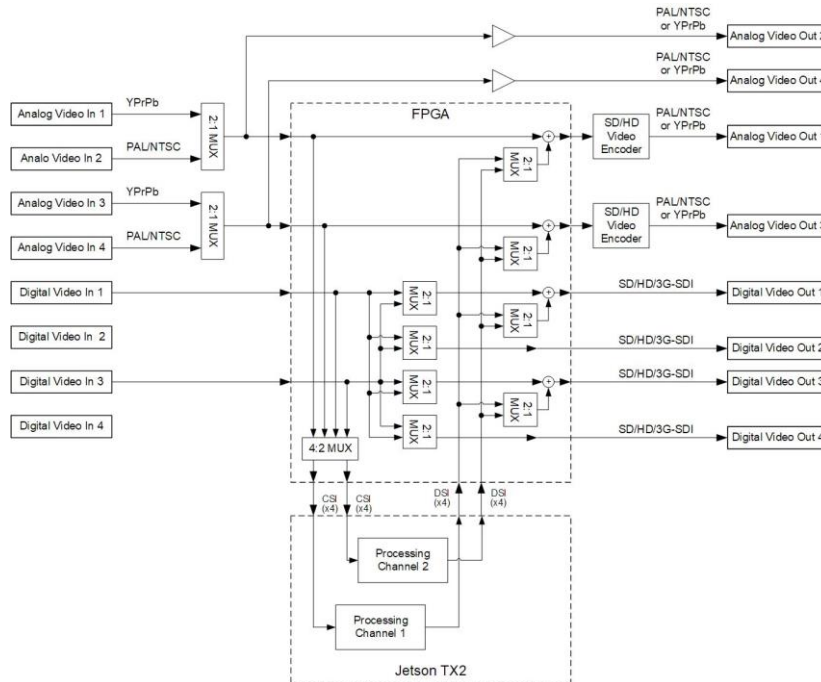 PAL/NTSC
or YPrPb
Analog Video Out 2
PAL/NTSC
or YPrPb
Analog Video Out 4
Analog Video In 1
YPrPb
2:1 MUX
FPGA
SD/HD
Video
Encoder
PAL/NTSC
or YPrPb
Analog Video Out 1
Analo Video In 2
PAL/NTSC
2:1
MUX
Analog Video In 3
YPrPb
2:1 MUX
SD/HD
Video
Encoder
PAL/NTSC
or YPrPb
Analog Video Out 3
Analog Video In 4
PAL/NTSC
2:1
MUX
Digital Video In 1
2:1
MUX
SD/HD/3G-SDI
Digital Video Out 1
2:1
MUX
Digital Video In 2
2:1
MUX
SD/HD/3G-SDI
Digital Video Out 2
Digital Video In 3
2:1
MUX
SD/HD/3G-SDI
Digital Video Out 3
2:1
MUX
Digital Video In 4
2:1
MUX
SD/HD/3G-SDI
Digital Video Out 4
4:2 MUX
CSI
(x4)
CSI
(x4)
DSI
(x4)
DSI
(x4)
Processing
Channel 2
Processing
Channel 1
Jetson TX2